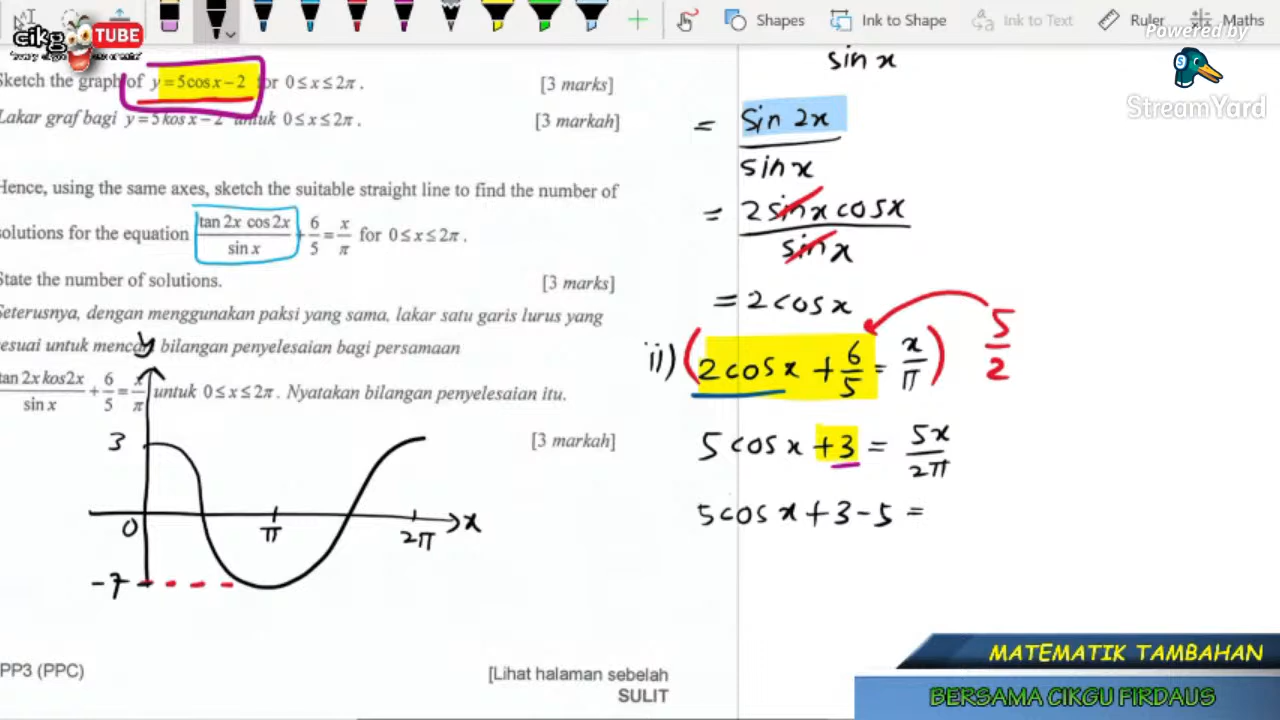 Shapes Ink to Shape Ink to Text Ruler Maths
cikgooTUBE
Powered by
StreamYard
Sketch the graph of y = 5cos x − 2 for 0 ≤ x ≤ 2π. [3 marks]
Lakar graf bagi y = 5 kos x − 2 untuk 0 ≤ x ≤ 2π. [3 markah]
Hence, using the same axes, sketch the suitable straight line to find the number of
solutions for the equation tan 2x cos 2x / sin x + 6/5 = x/π for 0 ≤ x ≤ 2π.
State the number of solutions. [3 marks]
Seterusnya, dengan menggunakan paksi yang sama, lakar satu garis lurus yang
sesuai untuk mencari bilangan penyelesaian bagi persamaan
tan 2x kos2x / sin x + 6/5 = x/π untuk 0 ≤ x ≤ 2π. Nyatakan bilangan penyelesaian itu.
[3 markah]
y
3
0 π 2π x
-7
PP3 (PPC)
[Lihat halaman sebelah
SULIT
sin x
= sin 2x / sin x
= 2 sin x cos x / sin x
= 2 cos x
ii) (2 cos x + 6/5 = x/π) 5/2
5 cos x + 3 = 5x/2π
5 cos x + 3 - 5 =
MATEMATIK TAMBAHAN
BERSAMA CIKGU FIRDAUS